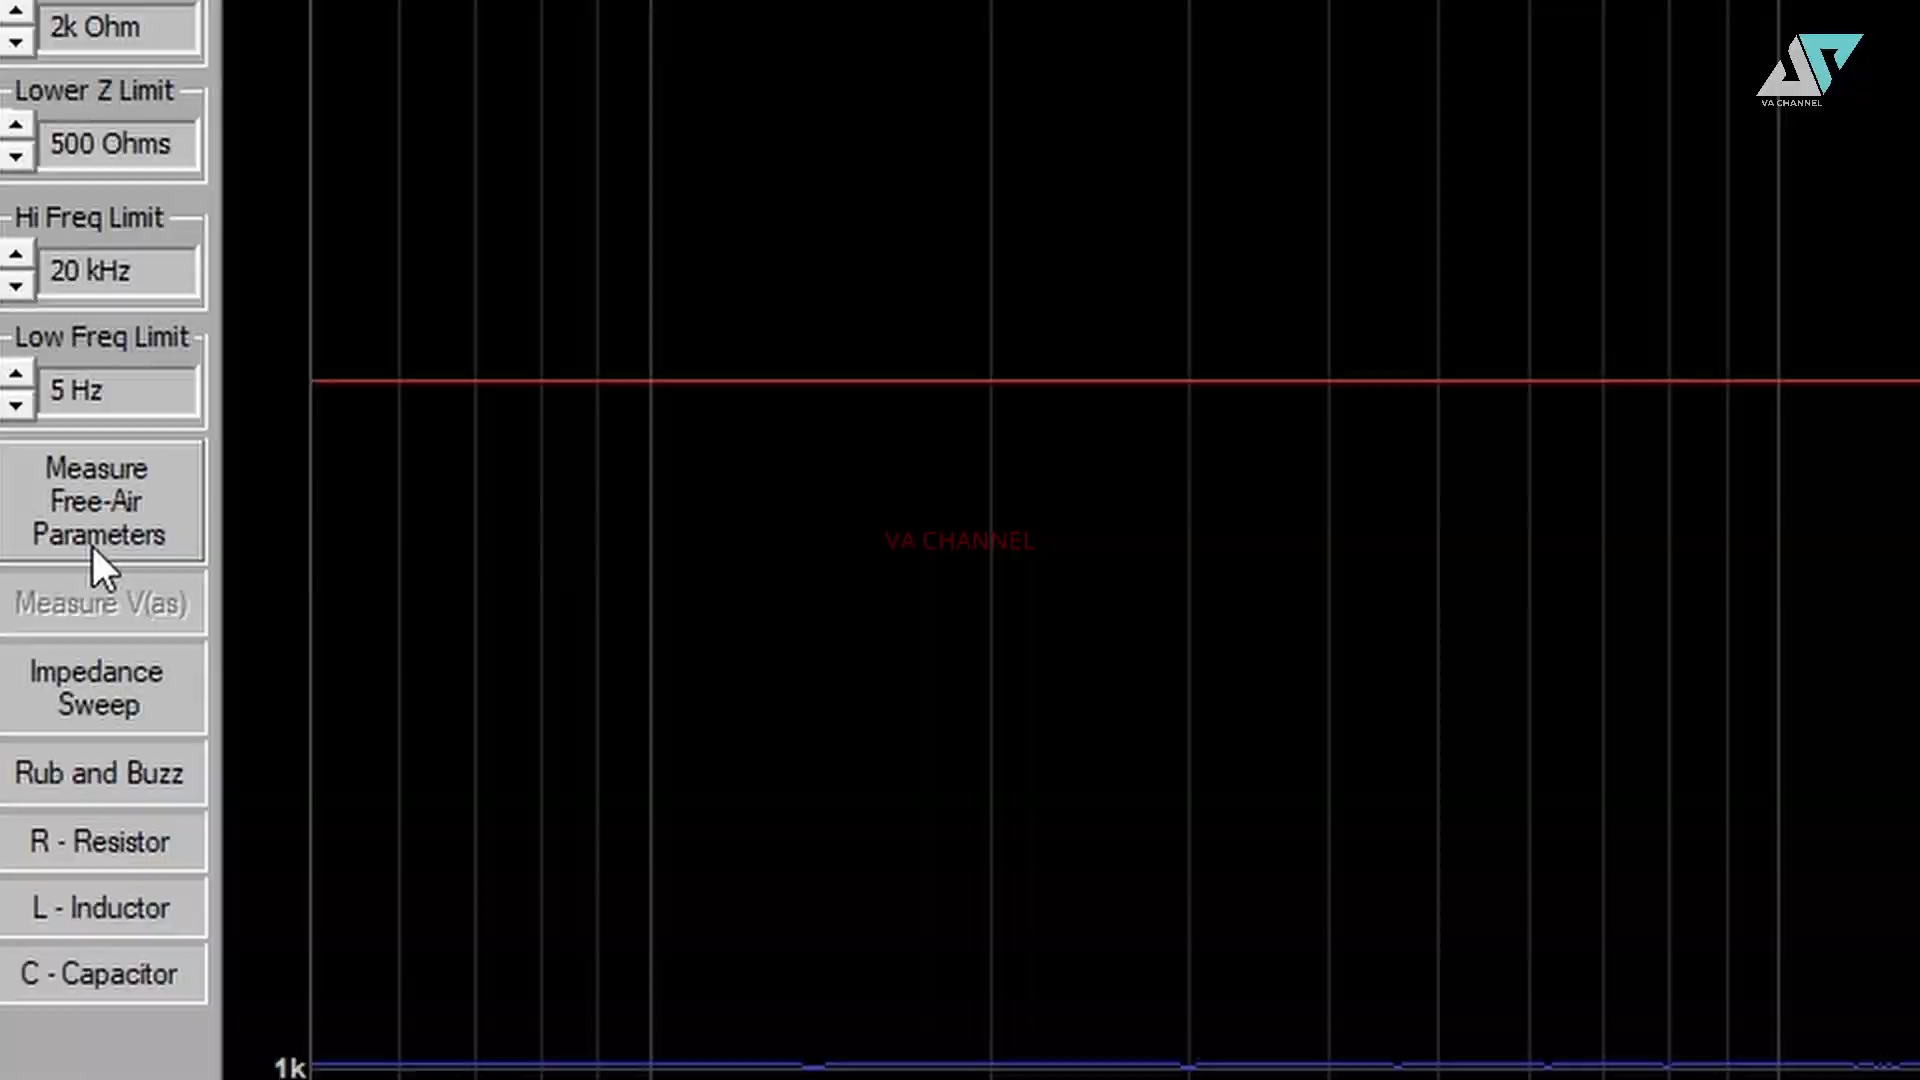 2k Ohm
Lower Z Limit
500 Ohms
Hi Freq Limit
20 kHz
Low Freq Limit
5 Hz
Measure
Free-Air
Parameters
Measure V(as)
Impedance
Sweep
Rub and Buzz
R - Resistor
L - Inductor
C - Capacitor
1k
VA CHANNEL
VA CHANNEL